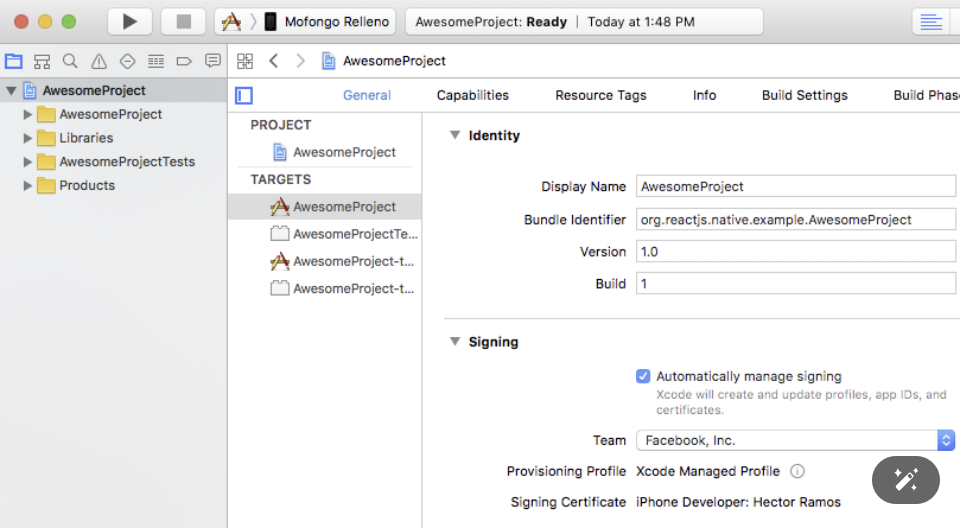 Mofongo Relleno
AwesomeProject: Ready | Today at 1:48 PM
AwesomeProject
AwesomeProject
AwesomeProject
Libraries
AwesomeProjectTests
Products
General Capabilities Resource Tags Info Build Settings Build Phase
PROJECT
AwesomeProject
TARGETS
AwesomeProject
AwesomeProjectTe...
AwesomeProject-t...
AwesomeProject-t...
Identity
Display Name AwesomeProject
Bundle Identifier org.reactjs.native.example.AwesomeProject
Version 1.0
Build 1
Signing
Automatically manage signing
Xcode will create and update profiles, app IDs, and
certificates.
Team Facebook, Inc.
Provisioning Profile Xcode Managed Profile
Signing Certificate iPhone Developer: Hector Ramos